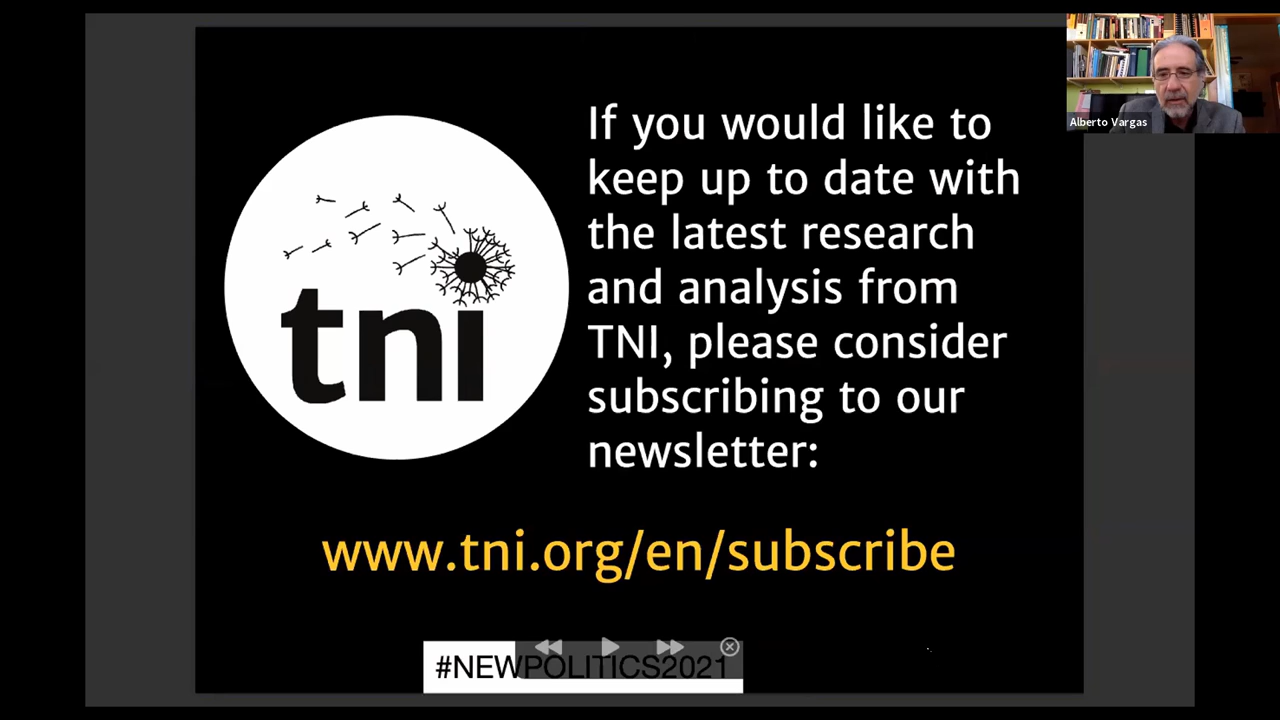 Alberto Vargas
tni
If you would like to
keep up to date with
the latest research
and analysis from
TNI, please consider
subscribing to our
newsletter:
www.tni.org/en/subscribe
#NEWPOLITICS2021